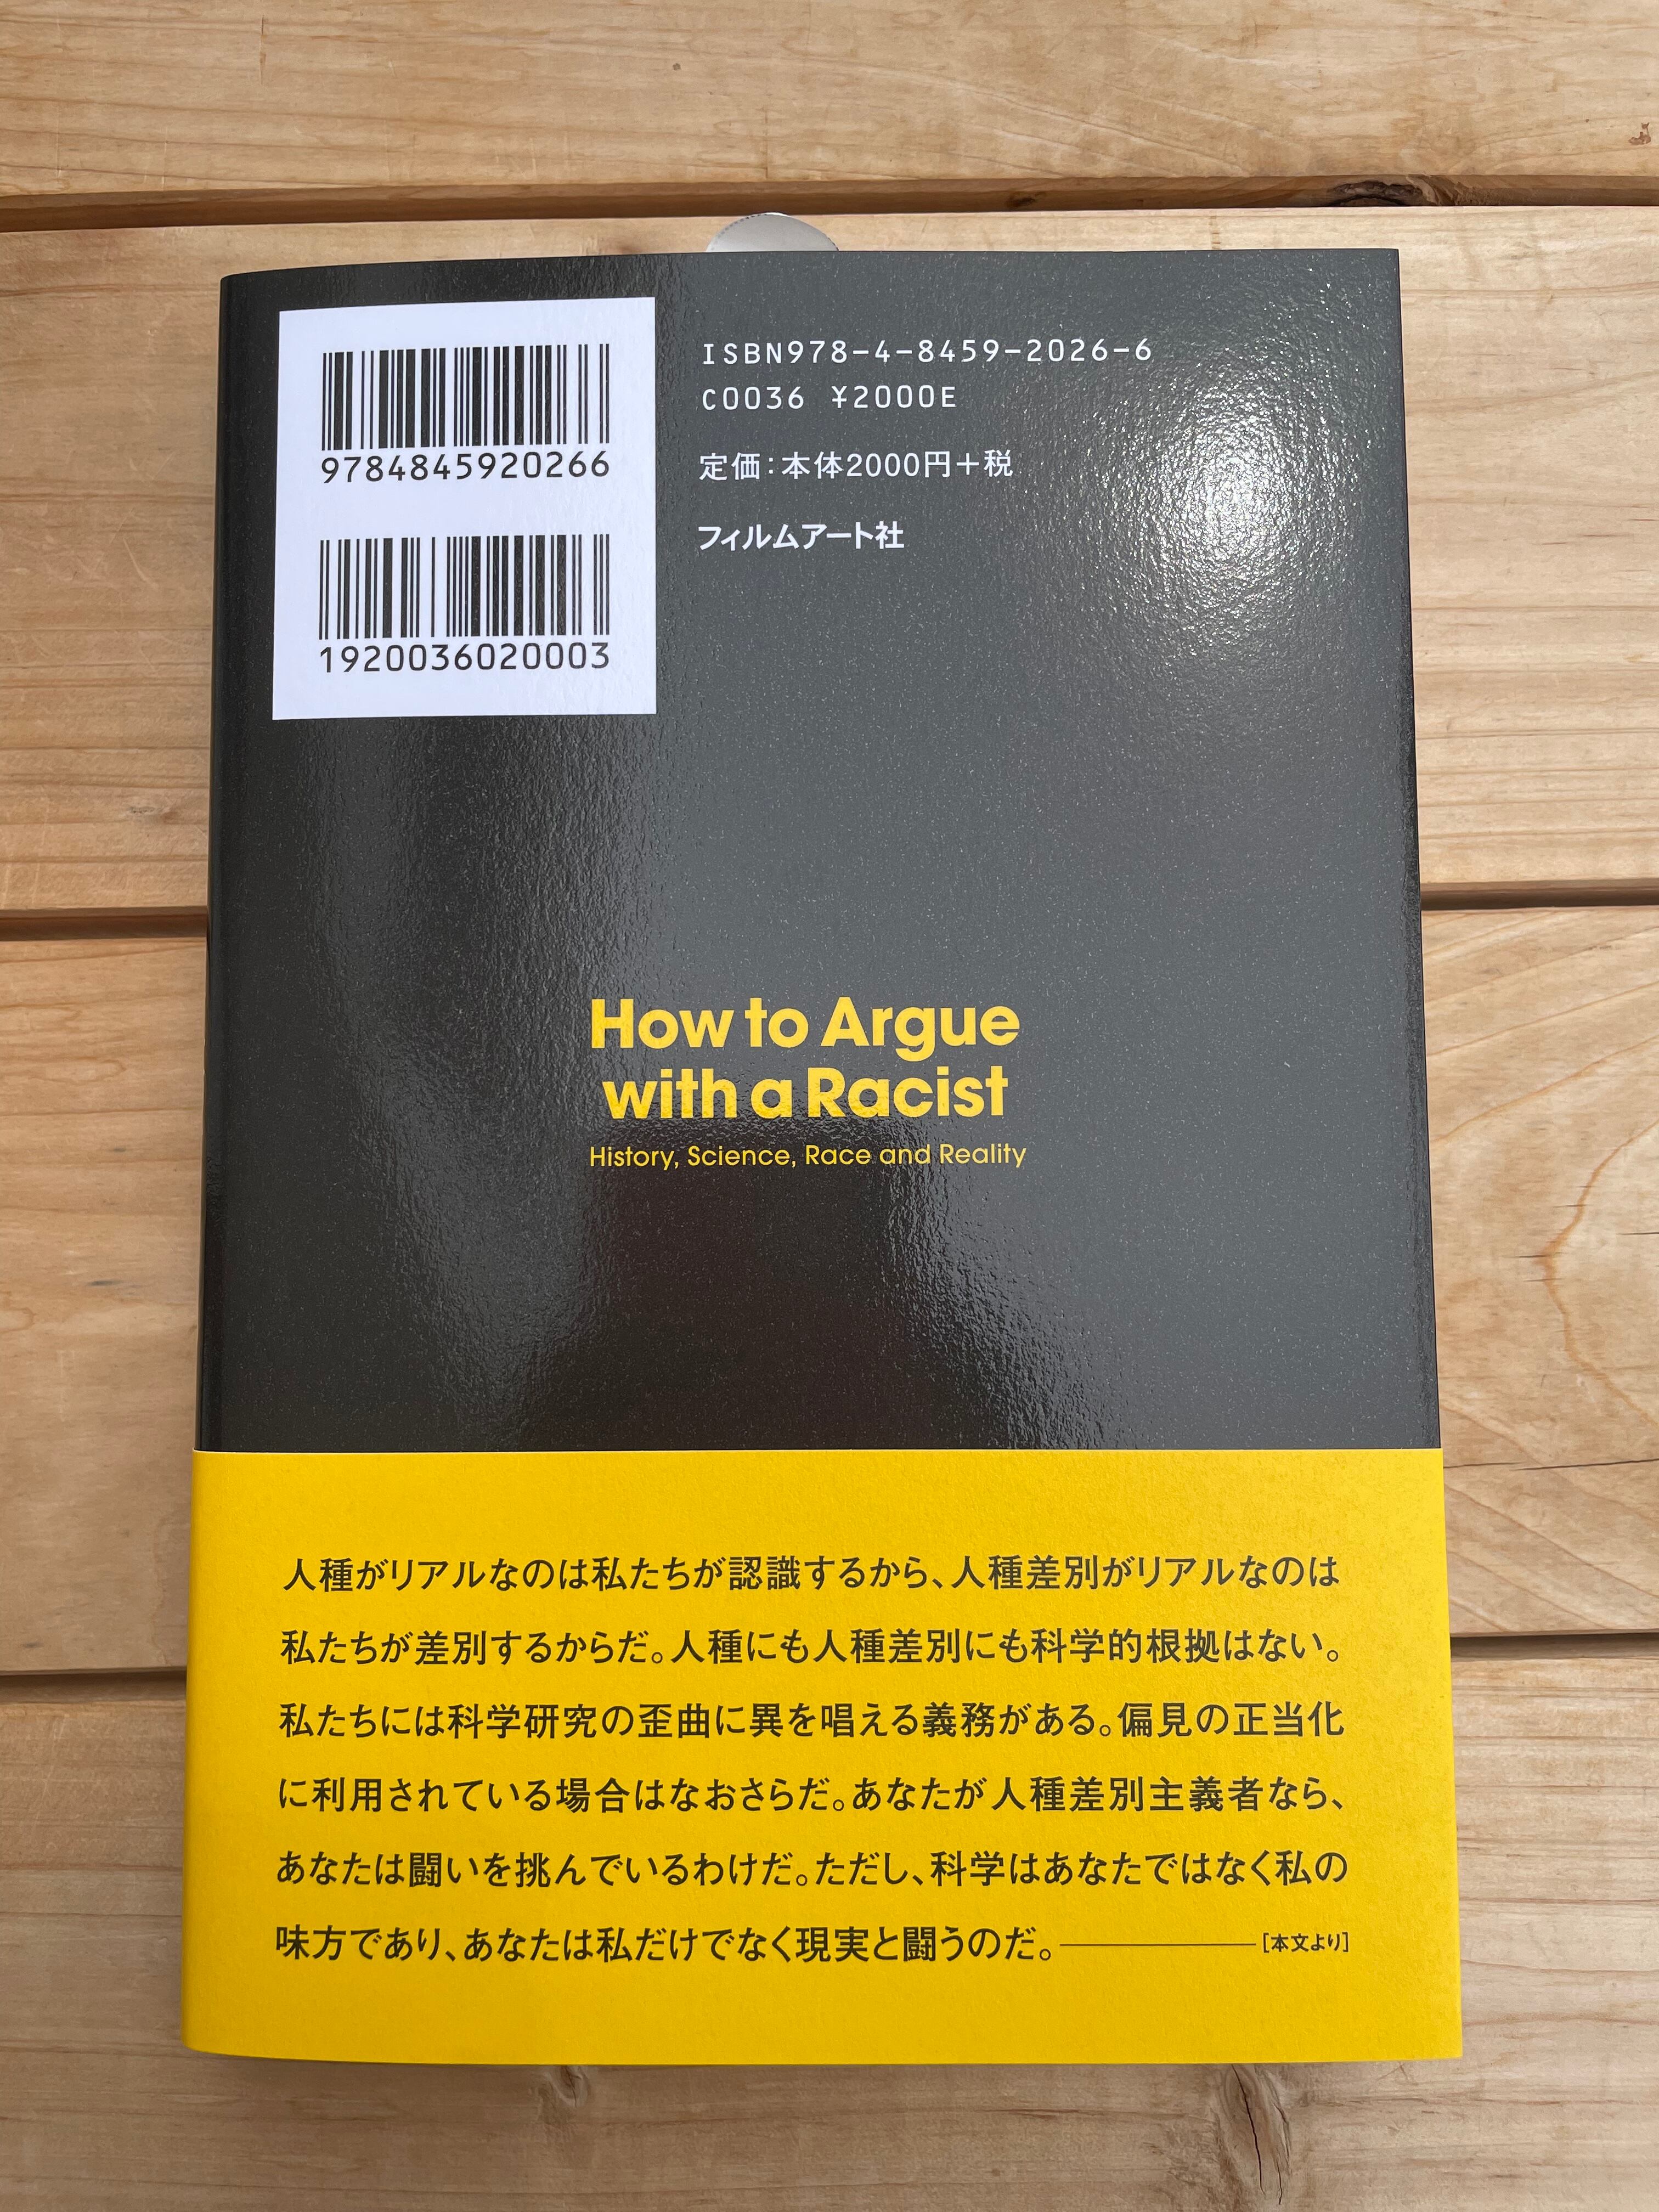 9784845920266
1920036020003
ISBN978-4-8459-2026-6
C0036 ¥2000E
定価：本体2000円＋税
フィルムアート社
How to Argue
with a Racist
History, Science, Race and Reality
人種がリアルなのは私たちが認識するから、人種差別がリアルなのは
私たちが差別するからだ。人種にも人種差別にも科学的根拠はない。
私たちには科学研究の歪曲に異を唱える義務がある。偏見の正当化
に利用されている場合はなおさらだ。あなたが人種差別主義者なら、
あなたは闘いを挑んでいるわけだ。ただし、科学はあなたではなく私の
味方であり、あなたは私だけでなく現実と闘うのだ。――――［本文より］